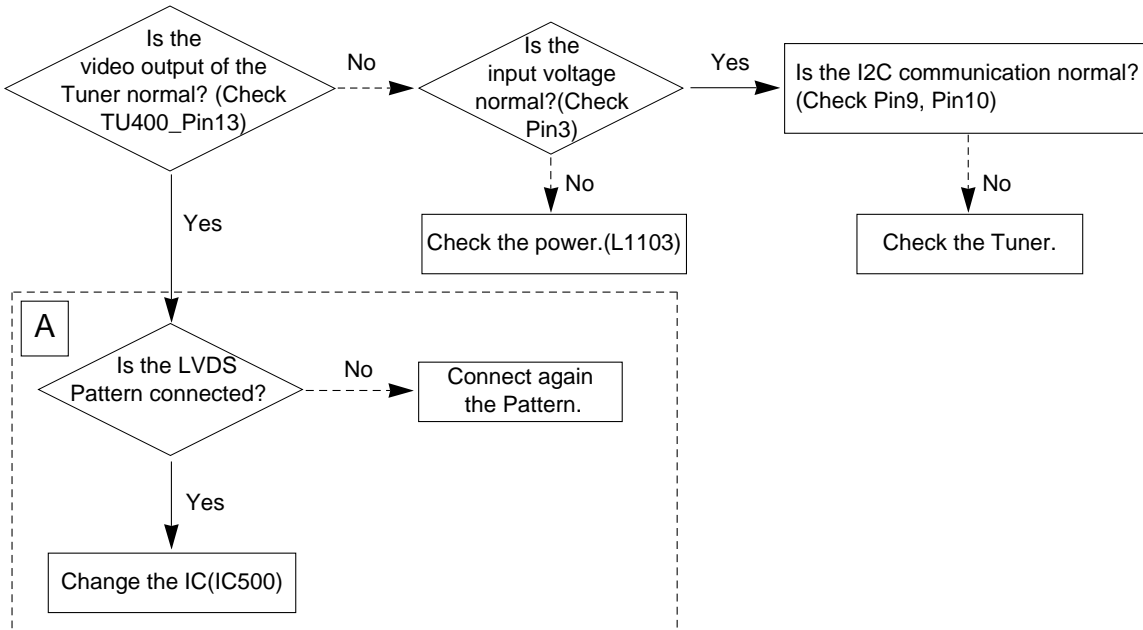 Is the
video output of the
Tuner normal? (Check
TU400_Pin13)
No
Is the
input voltage
normal?(Check
Pin3)
Yes
Is the I2C communication normal?
(Check Pin9, Pin10)
No
Check the power.(L1103)
No
Check the Tuner.
Yes
A
Is the LVDS
Pattern connected?
No
Connect again
the Pattern.
Yes
Change the IC(IC500)